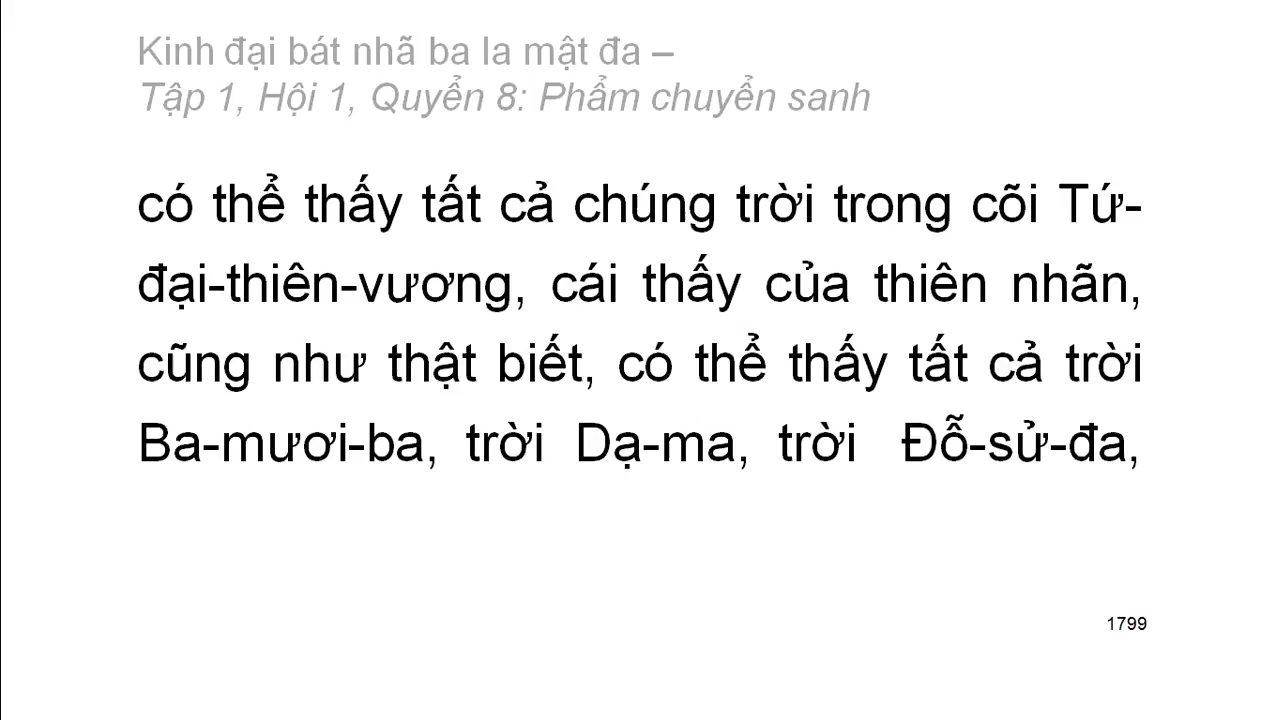 Kinh đại bát nhã ba la mật đa –
Tập 1, Hội 1, Quyển 8: Phẩm chuyển sanh
có thể thấy tất cả chúng trời trong cõi Tứ-
đại-thiên-vương, cái thấy của thiên nhãn,
cũng như thật biết, có thể thấy tất cả trời
Ba-mươi-ba, trời Dạ-ma, trời Đỗ-sử-đa,
1799